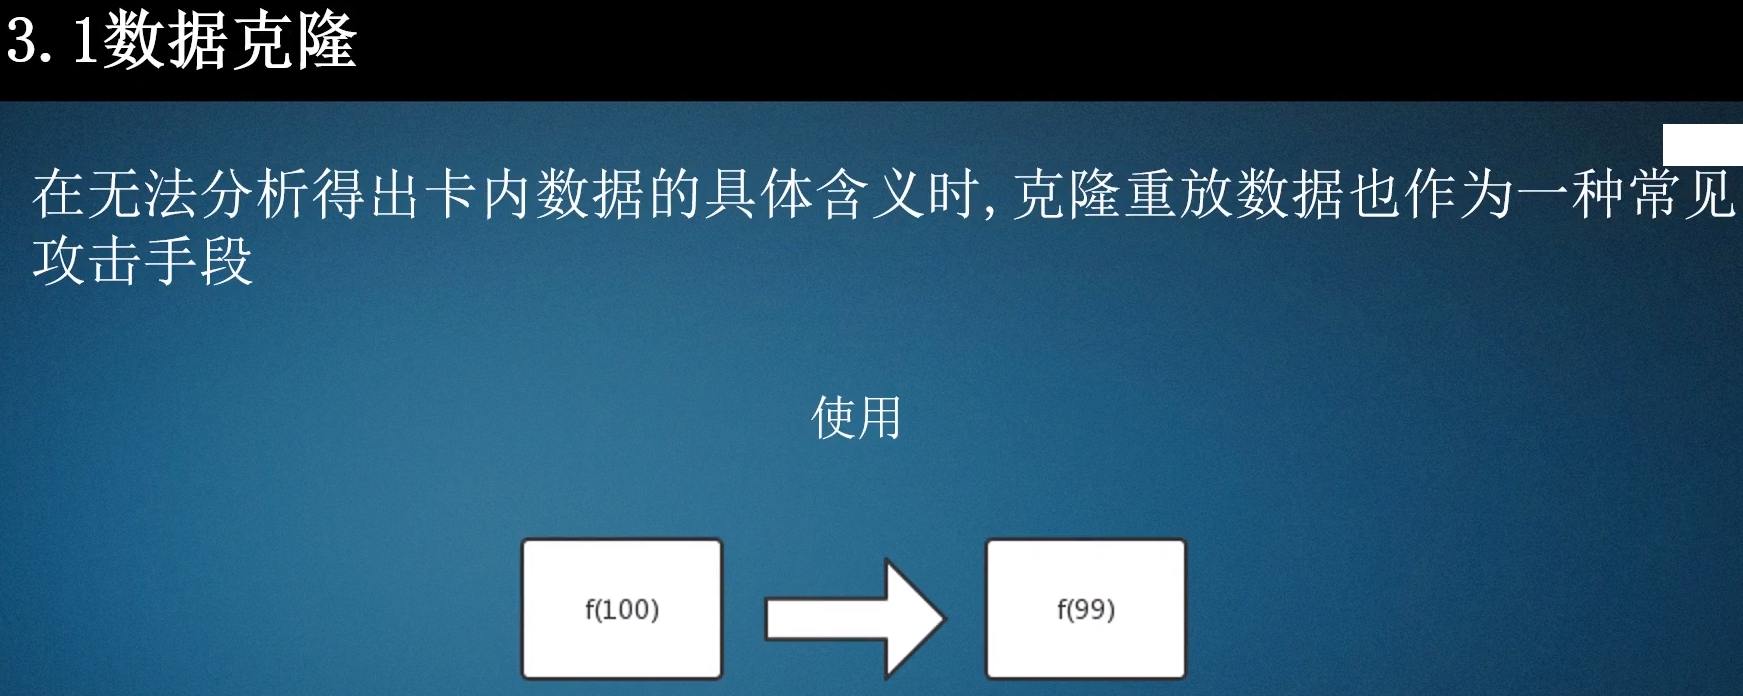 3.1数据克隆
在无法分析得出卡内数据的具体含义时,克隆重放数据也作为一种常见
攻击手段
使用
f(100)
f(99)